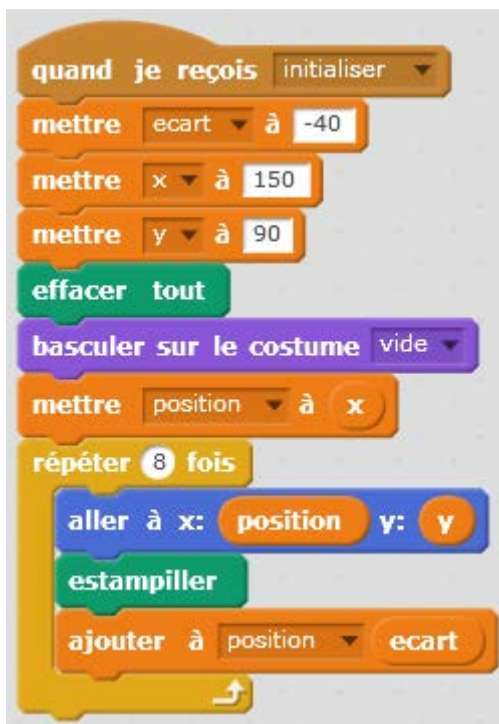 quand je reçois initialiser
mettre ecart à -40
mettre x à 150
mettre y à 90
effacer tout
basculer sur le costume vide
mettre position à x
répéter 8 fois
aller à x: position y: y
estampiller
ajouter à position ecart